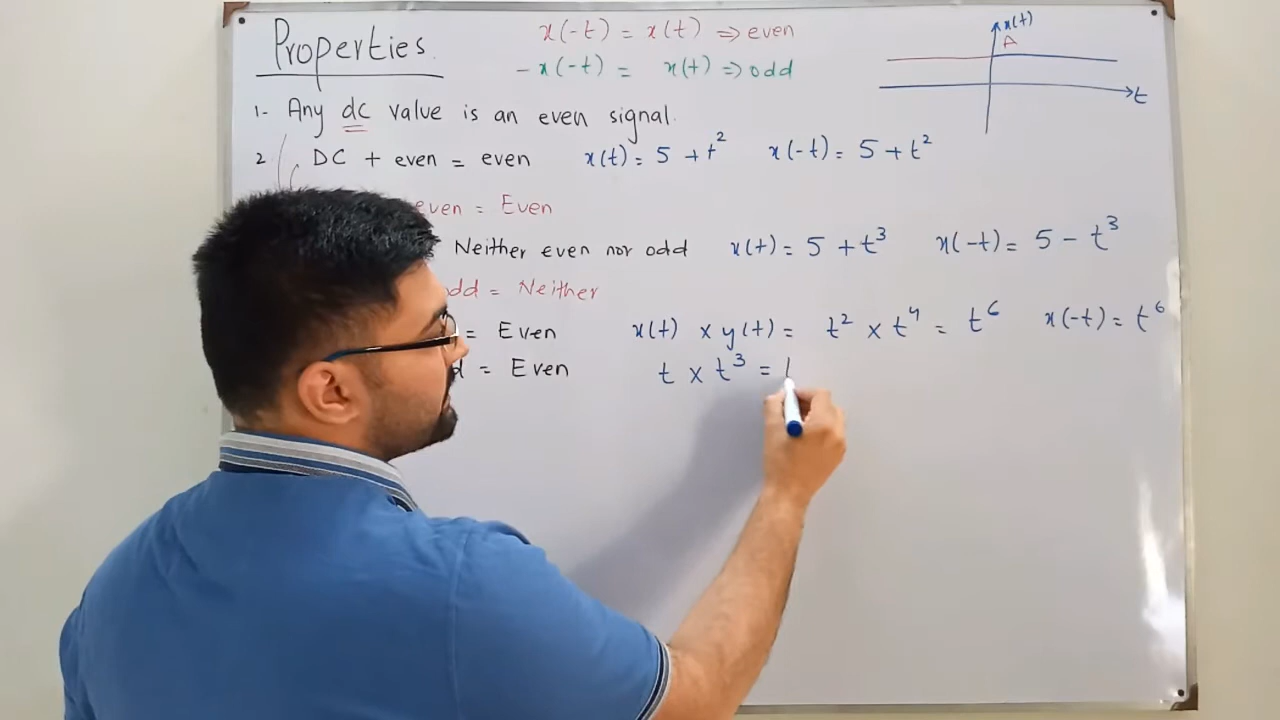 Properties.
x(-t) = x(t) ⇒ even
-x(-t) = x(t) ⇒ odd
x(t)
A
t
1- Any dc value is an even signal.
2 DC + even = even x(t) = 5 + t² x(-t) = 5 + t²
even = Even
Neither even nor odd x(t) = 5 + t³ x(-t) = 5 - t³
odd = Neither
= Even x(t) x y(t) = t² x t⁴ = t⁶ x(-t) = t⁶
d = Even t x t³ =